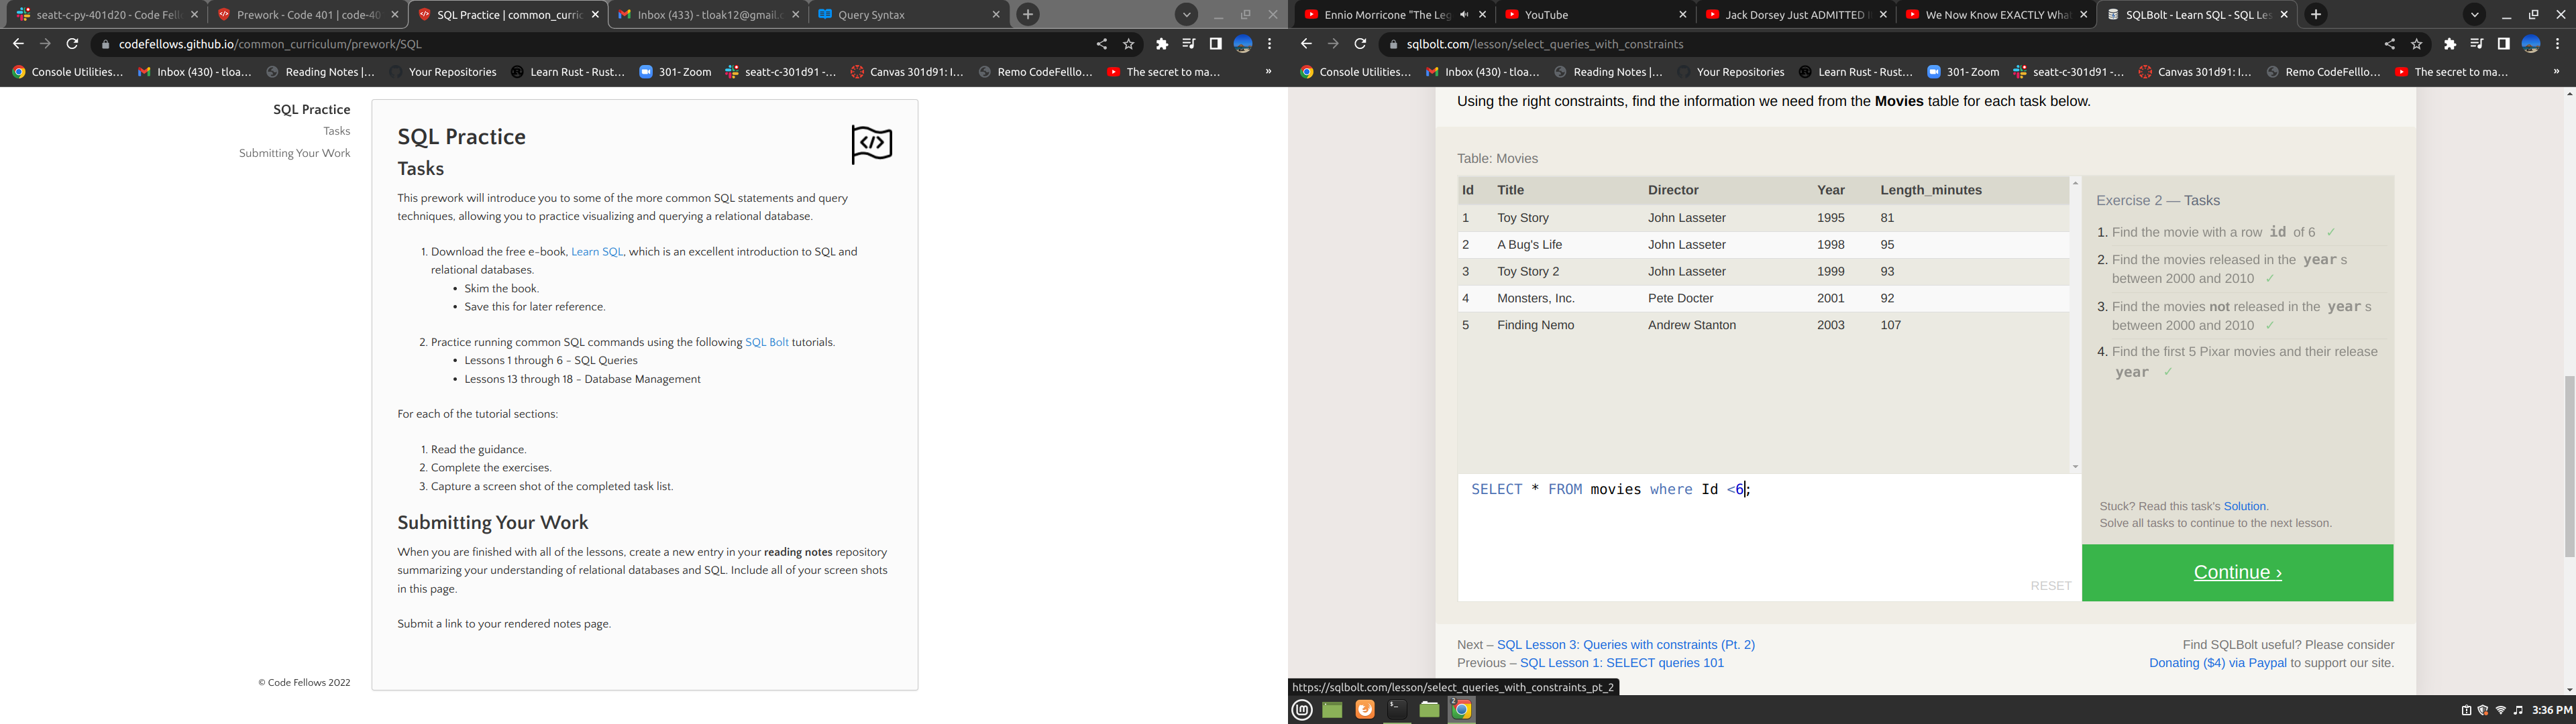 seatt-c-py-401d20 - Code Fell
Prework - Code 401 | code-40
SQL Practice | common_curric
Inbox (433) - tloak12@gmail.c
Query Syntax
codefellows.github.io/common_curriculum/prework/SQL
Console Utilities...
Inbox (430) - tloa...
Reading Notes |...
Your Repositories
Learn Rust - Rust...
301- Zoom
seatt-c-301d91 -...
Canvas 301d91: I...
Remo CodeFelllo...
The secret to ma...
»
SQL Practice
Tasks
Submitting Your Work
© Code Fellows 2022
SQL Practice
Tasks
This prework will introduce you to some of the more common SQL statements and query
techniques, allowing you to practice visualizing and querying a relational database.
1. Download the free e-book, Learn SQL, which is an excellent introduction to SQL and
relational databases.
• Skim the book.
• Save this for later reference.
2. Practice running common SQL commands using the following SQL Bolt tutorials.
• Lessons 1 through 6 - SQL Queries
• Lessons 13 through 18 - Database Management
For each of the tutorial sections:
1. Read the guidance.
2. Complete the exercises.
3. Capture a screen shot of the completed task list.
Submitting Your Work
When you are finished with all of the lessons, create a new entry in your reading notes repository
summarizing your understanding of relational databases and SQL. Include all of your screen shots
in this page.
Submit a link to your rendered notes page.
Ennio Morricone "The Leg
YouTube
Jack Dorsey Just ADMITTED I
We Now Know EXACTLY Wha
SQLBolt - Learn SQL - SQL Les
sqlbolt.com/lesson/select_queries_with_constraints
Console Utilities...
Inbox (430) - tloa...
Reading Notes |...
Your Repositories
Learn Rust - Rust...
301- Zoom
seatt-c-301d91 -...
Canvas 301d91: I...
Remo CodeFelllo...
The secret to ma...
»
Using the right constraints, find the information we need from the Movies table for each task below.
Table: Movies
Id Title Director Year Length_minutes
1 Toy Story John Lasseter 1995 81
2 A Bug's Life John Lasseter 1998 95
3 Toy Story 2 John Lasseter 1999 93
4 Monsters, Inc. Pete Docter 2001 92
5 Finding Nemo Andrew Stanton 2003 107
SELECT * FROM movies where Id <6;
RESET
Exercise 2 — Tasks
1. Find the movie with a row id of 6 ✓
2. Find the movies released in the year s
between 2000 and 2010 ✓
3. Find the movies not released in the year s
between 2000 and 2010 ✓
4. Find the first 5 Pixar movies and their release
year ✓
Stuck? Read this task's Solution.
Solve all tasks to continue to the next lesson.
Continue ›
Next – SQL Lesson 3: Queries with constraints (Pt. 2)
Previous – SQL Lesson 1: SELECT queries 101
Find SQLBolt useful? Please consider
Donating ($4) via Paypal to support our site.
https://sqlbolt.com/lesson/select_queries_with_constraints_pt_2
2
3:36 PM